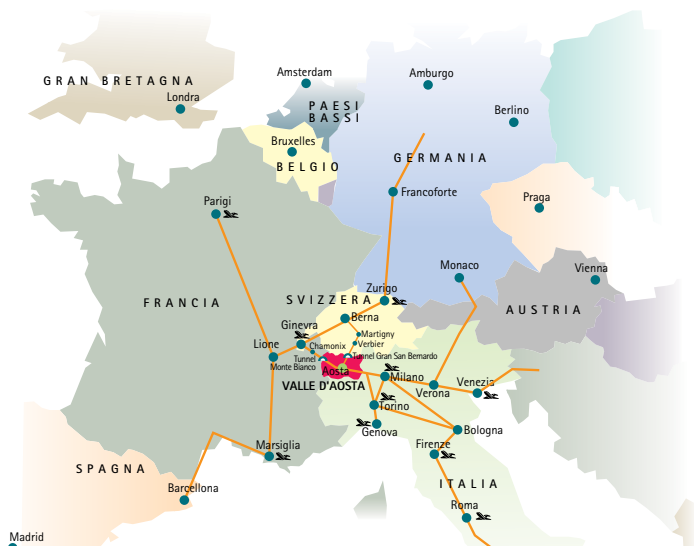 Amsterdam
Amburgo
GRAN BRETAGNA
Londra
PAESI
BASSI
Berlino
Bruxelles
BELGIO
GERMANIA
Francoforte
Parigi
Praga
Monaco
Vienna
Zurigo
SVIZZERA
FRANCIA
AUSTRIA
Berna
Ginevra
Martigny
Verbier
Lione
Chamonix
Tunnel Gran San Bernardo
Tunnel
Monte Bianco
Aosta
Milano
VALLE D'AOSTA
Verona
Venezia
Torino
Genova
Bologna
Firenze
Marsiglia
SPAGNA
ITALIA
Barcellona
Roma
Madrid